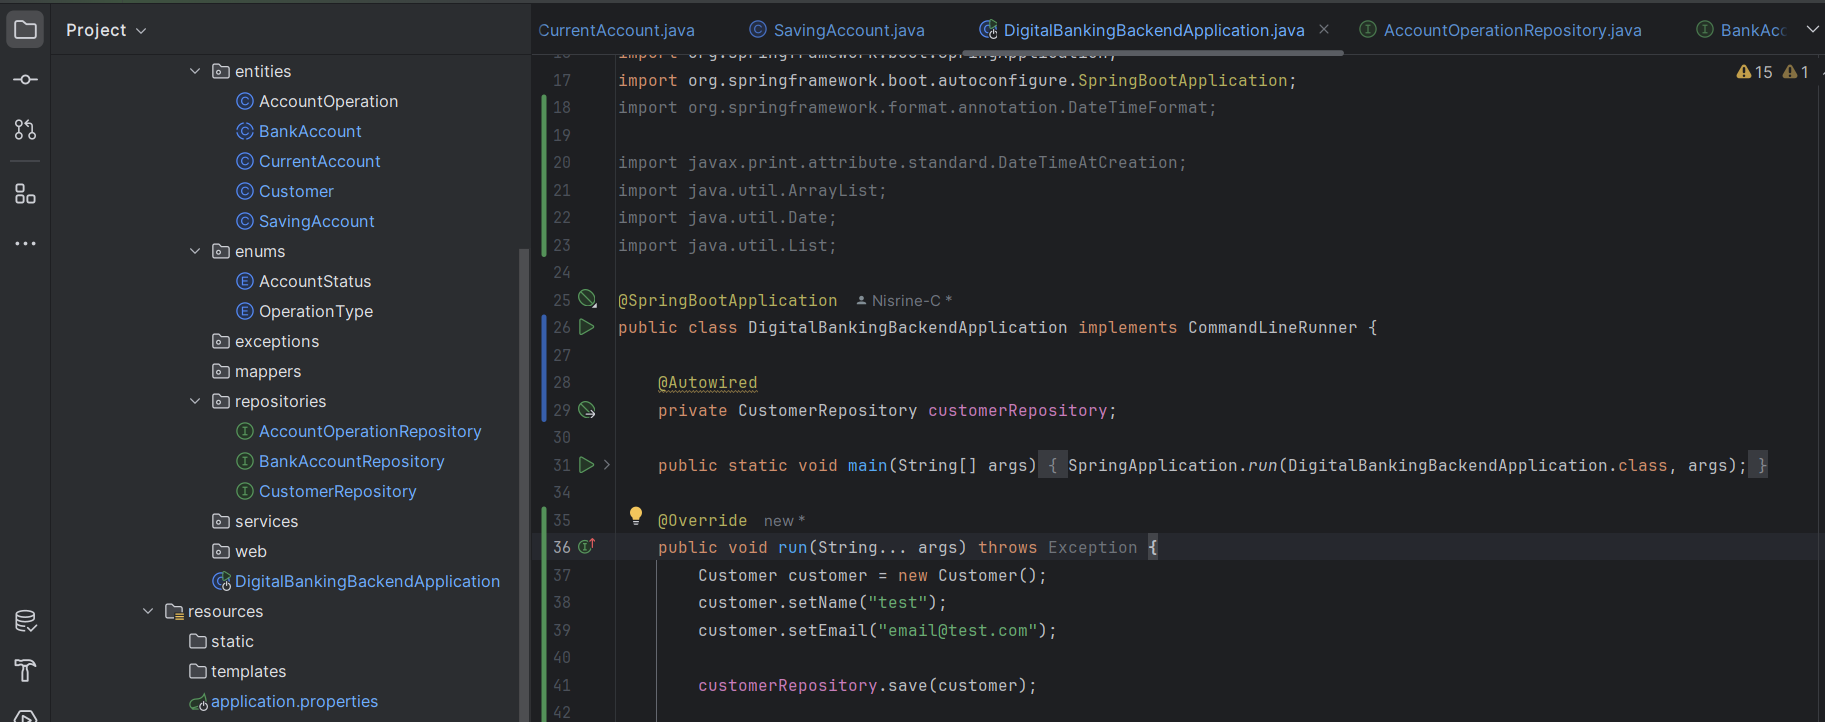 Project
entities
AccountOperation
BankAccount
CurrentAccount
Customer
SavingAccount
enums
AccountStatus
OperationType
exceptions
mappers
repositories
AccountOperationRepository
BankAccountRepository
CustomerRepository
services
web
DigitalBankingBackendApplication
resources
static
templates
application.properties
CurrentAccount.java SavingAccount.java DigitalBankingBackendApplication.java AccountOperationRepository.java BankAcc
15 1
17 import org.springframework.boot.autoconfigure.SpringBootApplication;
18 import org.springframework.format.annotation.DateTimeFormat;
19
20 import javax.print.attribute.standard.DateTimeAtCreation;
21 import java.util.ArrayList;
22 import java.util.Date;
23 import java.util.List;
24
25 @SpringBootApplication Nisrine-C *
26 public class DigitalBankingBackendApplication implements CommandLineRunner {
27
28 @Autowired
29 private CustomerRepository customerRepository;
30
31 public static void main(String[] args) { SpringApplication.run(DigitalBankingBackendApplication.class, args); }
34
35 @Override new *
36 public void run(String... args) throws Exception {
37 Customer customer = new Customer();
38 customer.setName("test");
39 customer.setEmail("email@test.com");
40
41 customerRepository.save(customer);
42